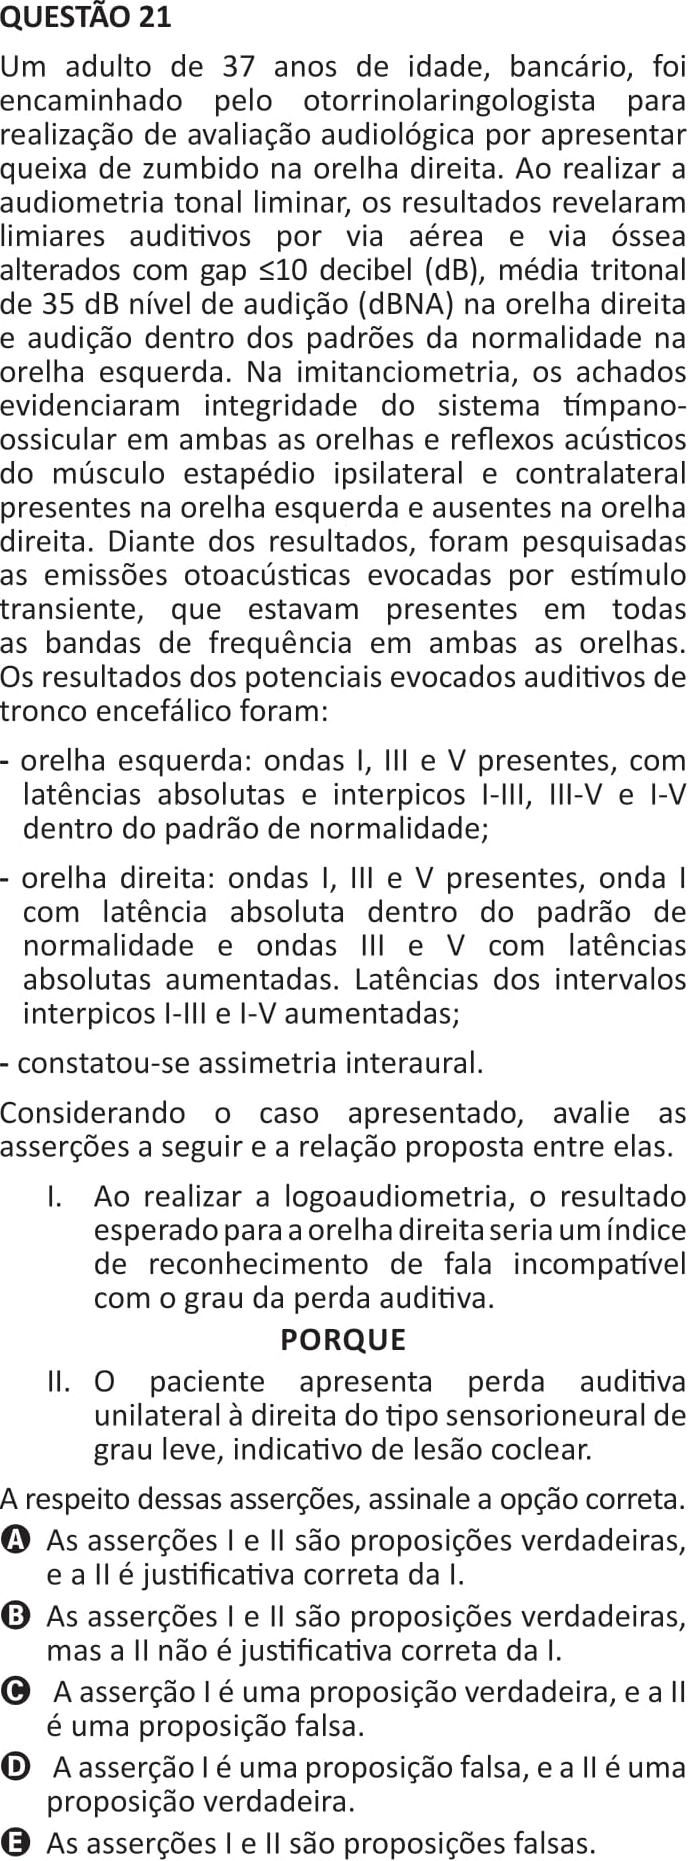 QUESTÃO 21
Um adulto de 37 anos de idade, bancário, foi
encaminhado pelo otorrinolaringologista para
realização de avaliação audiológica por apresentar
queixa de zumbido na orelha direita. Ao realizar a
audiometria tonal liminar, os resultados revelaram
limiares auditivos por via aérea e via óssea
alterados com gap ≤10 decibel (dB), média tritonal
de 35 dB nível de audição (dBNA) na orelha direita
e audição dentro dos padrões da normalidade na
orelha esquerda. Na imitanciometria, os achados
evidenciaram integridade do sistema tímpano-
ossicular em ambas as orelhas e reflexos acústicos
do músculo estapédio ipsilateral e contralateral
presentes na orelha esquerda e ausentes na orelha
direita. Diante dos resultados, foram pesquisadas
as emissões otoacústicas evocadas por estímulo
transiente, que estavam presentes em todas
as bandas de frequência em ambas as orelhas.
Os resultados dos potenciais evocados auditivos de
tronco encefálico foram:
- orelha esquerda: ondas I, III e V presentes, com
latências absolutas e interpicos I-III, III-V e I-V
dentro do padrão de normalidade;
- orelha direita: ondas I, III e V presentes, onda I
com latência absoluta dentro do padrão de
normalidade e ondas III e V com latências
absolutas aumentadas. Latências dos intervalos
interpicos I-III e I-V aumentadas;
- constatou-se assimetria interaural.
Considerando o caso apresentado, avalie as
asserções a seguir e a relação proposta entre elas.
I. Ao realizar a logoaudiometria, o resultado
esperado para a orelha direita seria um índice
de reconhecimento de fala incompatível
com o grau da perda auditiva.
PORQUE
II. O paciente apresenta perda auditiva
unilateral à direita do tipo sensorioneural de
grau leve, indicativo de lesão coclear.
A respeito dessas asserções, assinale a opção correta.
A As asserções I e II são proposições verdadeiras,
e a II é justificativa correta da I.
B As asserções I e II são proposições verdadeiras,
mas a II não é justificativa correta da I.
C A asserção I é uma proposição verdadeira, e a II
é uma proposição falsa.
D A asserção I é uma proposição falsa, e a II é uma
proposição verdadeira.
E As asserções I e II são proposições falsas.